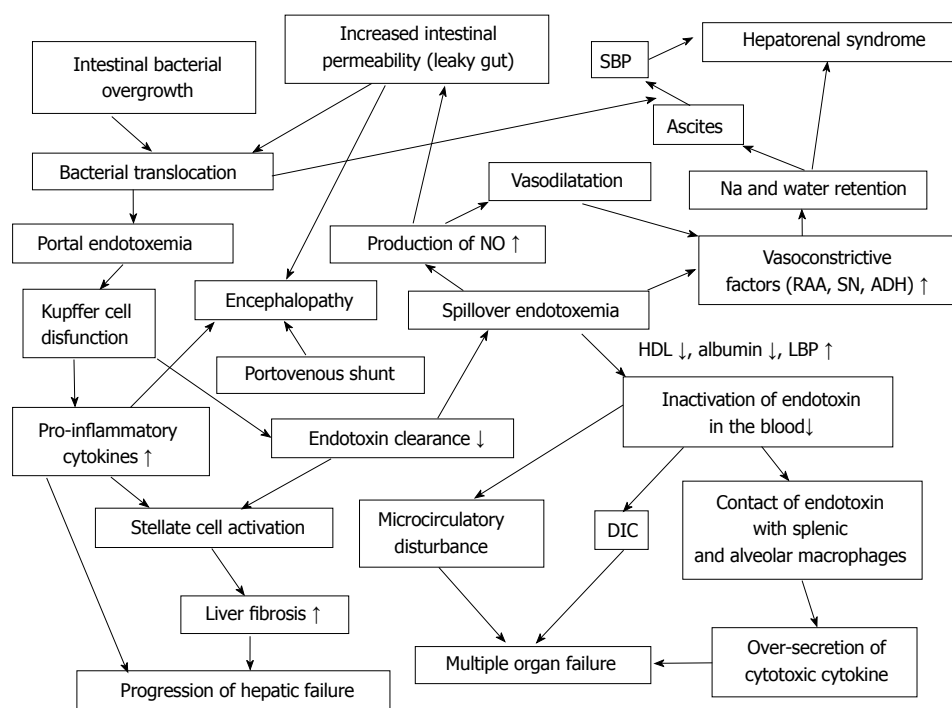 Increased intestinal
permeability (leaky gut)
Hepatorenal syndrome
Intestinal bacterial
overgrowth
SBP
Ascites
Bacterial translocation
Vasodilatation
Na and water retention
Portal endotoxemia
Production of NO ↑
Vasoconstrictive
factors (RAA, SN, ADH) ↑
Kupffer cell
disfunction
Encephalopathy
Spillover endotoxemia
HDL ↓, albumin ↓, LBP ↑
Portovenous shunt
Inactivation of endotoxin
in the blood↓
Pro-inflammatory
cytokines ↑
Endotoxin clearance ↓
Stellate cell activation
Microcirculatory
disturbance
DIC
Contact of endotoxin
with splenic
and alveolar macrophages
Liver fibrosis ↑
Over-secretion of
cytotoxic cytokine
Multiple organ failure
Progression of hepatic failure